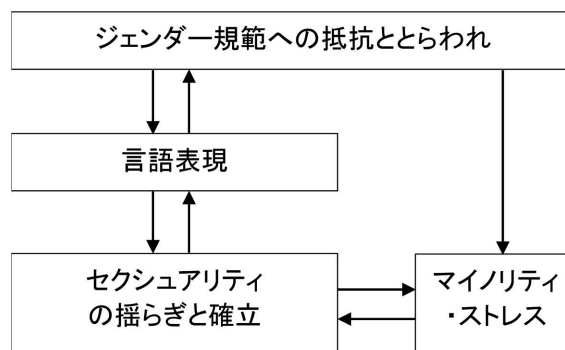 ジェンダー規範への抵抗ととらわれ
言語表現
セクシュアリティ
の揺らぎと確立
マイノリティ
・ストレス